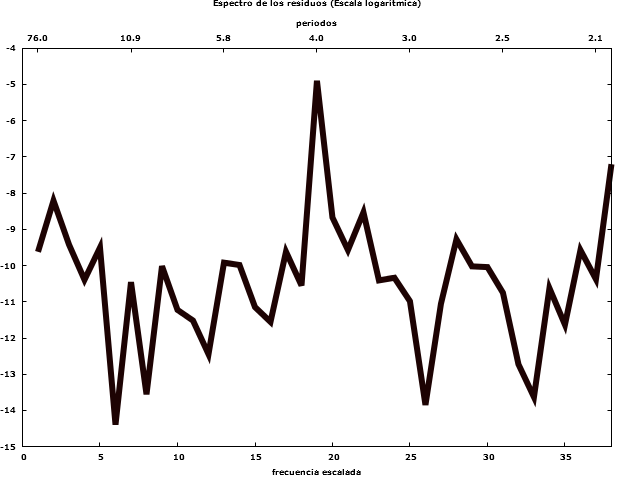 Espectro de los residuos (Escala logarítmica)
periodos
76.0 10.9 5.8 4.0 3.0 2.5 2.1
-4
-5
-6
-7
-8
-9
-10
-11
-12
-13
-14
-15
0 5 10 15 20 25 30 35
frecuencia escalada